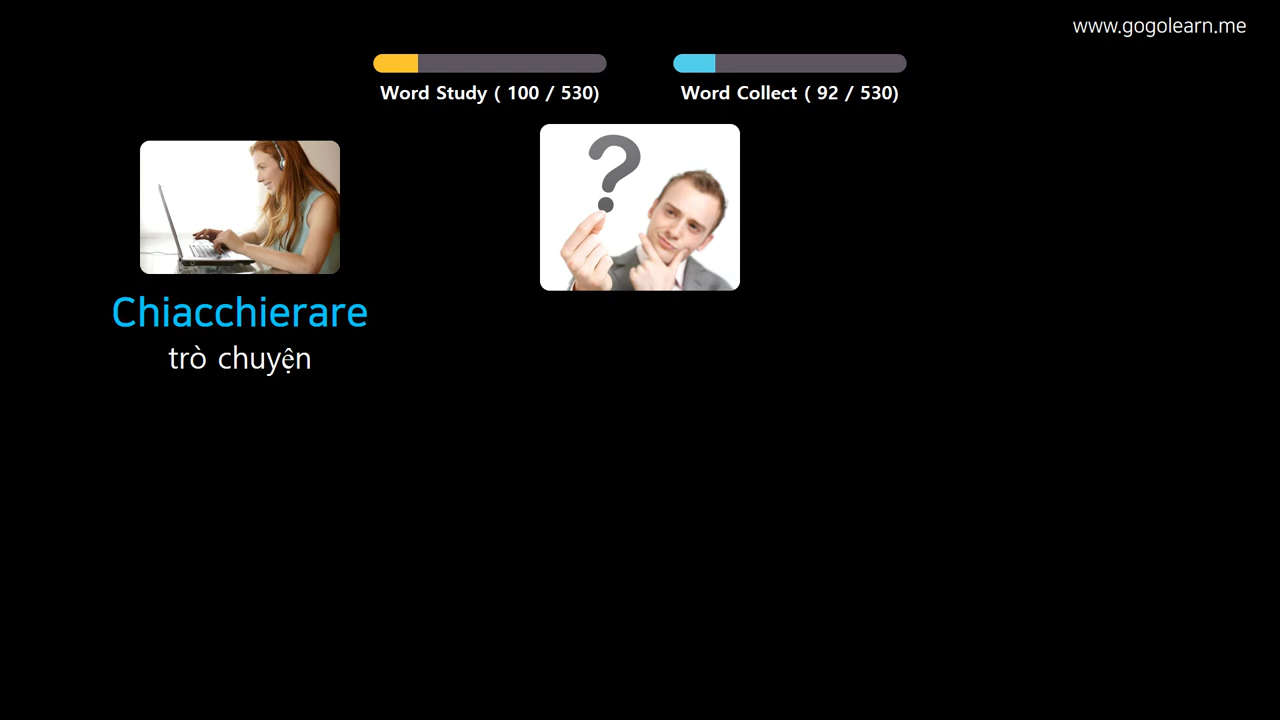 www.gogolearn.me
Word Study ( 100 / 530)
Word Collect ( 92 / 530)
?
Chiacchierare
trò chuyện